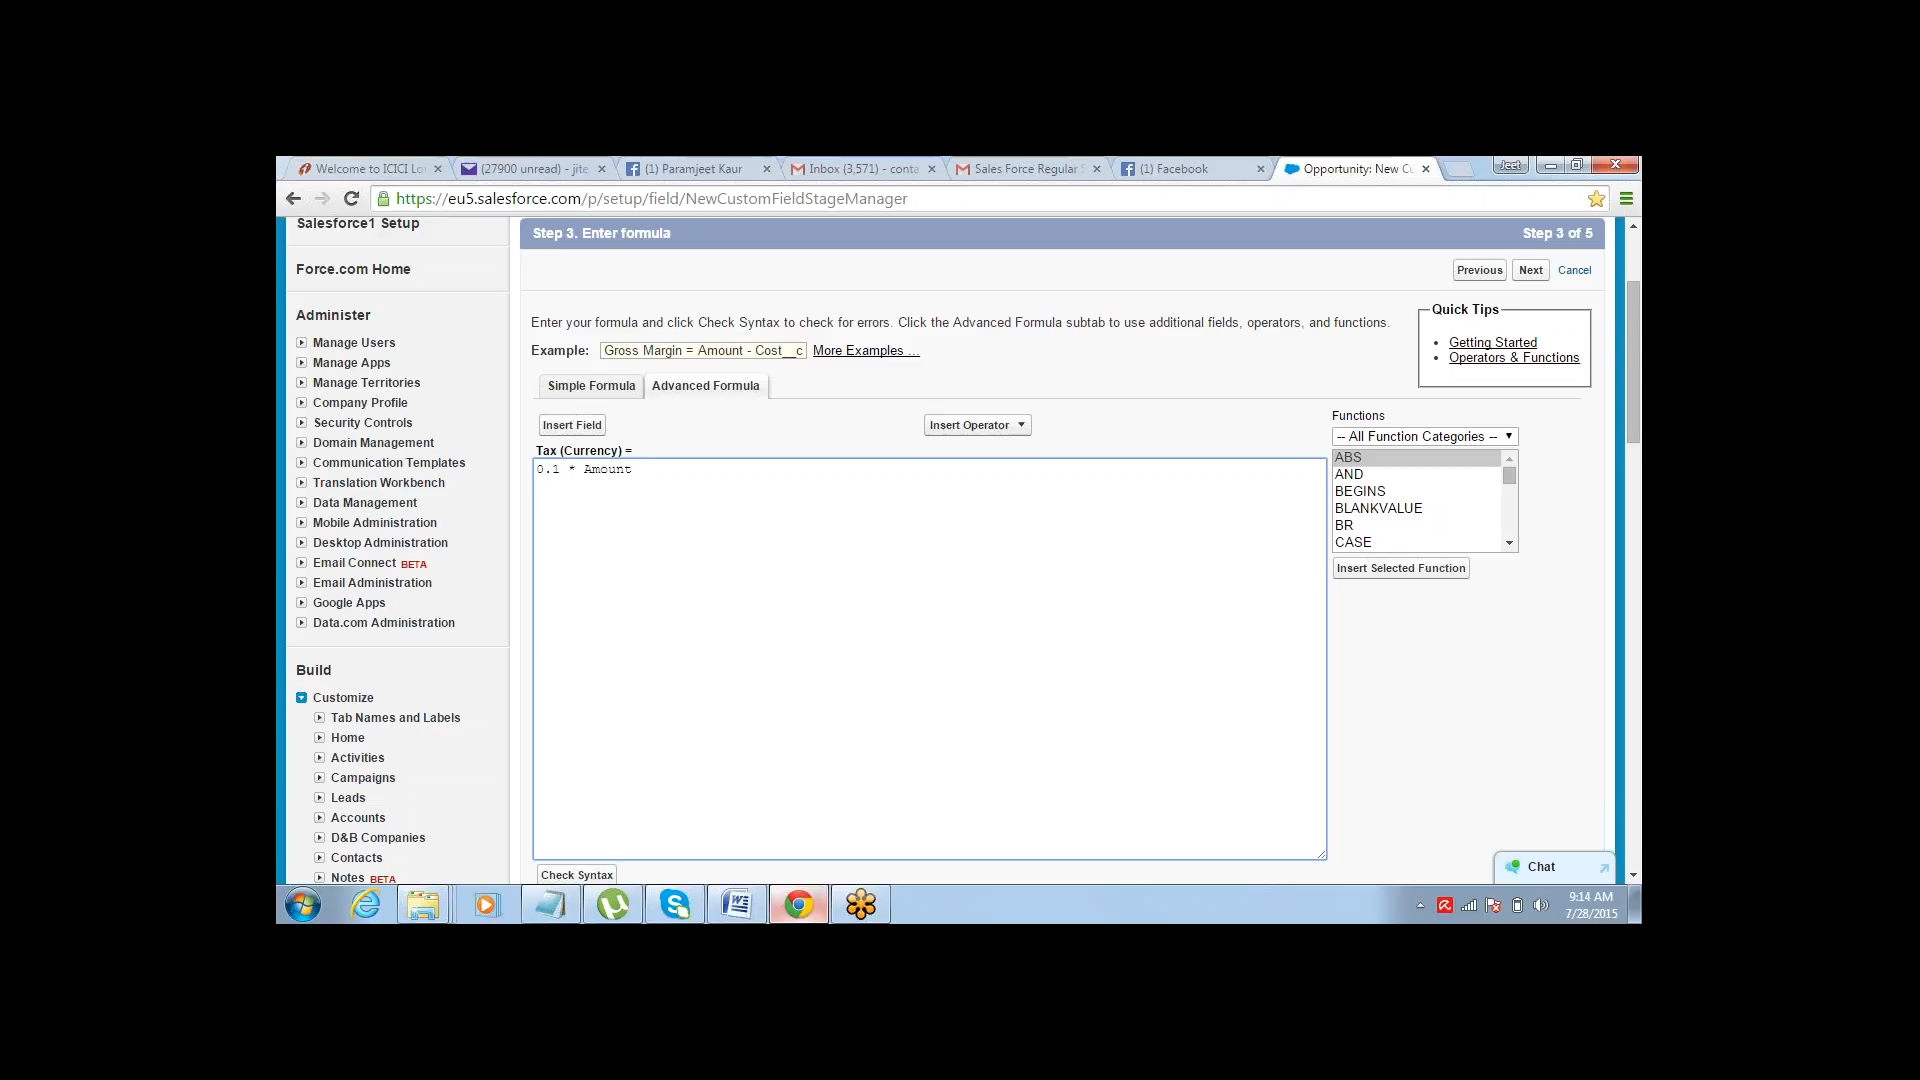 Welcome to ICICI Lo
(27900 unread) - jite
(1) Paramjeet Kaur
Inbox (3,571) - conta
Sales Force Regular
(1) Facebook
Opportunity: New Cu
Jeet
https://eu5.salesforce.com/p/setup/field/NewCustomFieldStageManager
Salesforce1 Setup
Force.com Home
Administer
Manage Users
Manage Apps
Manage Territories
Company Profile
Security Controls
Domain Management
Communication Templates
Translation Workbench
Data Management
Mobile Administration
Desktop Administration
Email Connect BETA
Email Administration
Google Apps
Data.com Administration
Build
Customize
Tab Names and Labels
Home
Activities
Campaigns
Leads
Accounts
D&B Companies
Contacts
Notes BETA
Step 3. Enter formula
Step 3 of 5
Previous Next Cancel
Enter your formula and click Check Syntax to check for errors. Click the Advanced Formula subtab to use additional fields, operators, and functions.
Example: Gross Margin = Amount - Cost__c More Examples ...
Quick Tips
• Getting Started
• Operators & Functions
Simple Formula Advanced Formula
Insert Field
Insert Operator
Tax (Currency) =
0.1 * Amount
Functions
-- All Function Categories --
ABS
AND
BEGINS
BLANKVALUE
BR
CASE
Insert Selected Function
Check Syntax
Chat
9:14 AM
7/28/2015